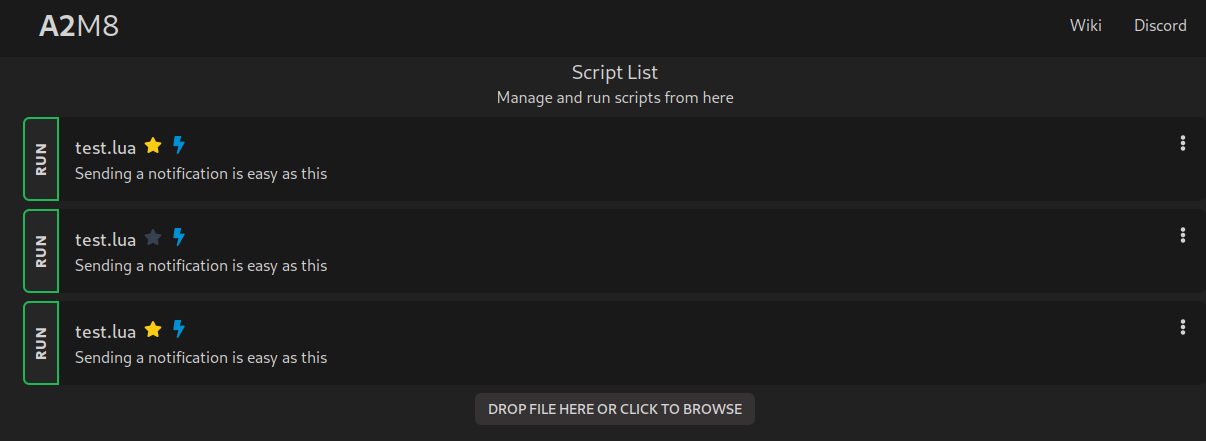 A2M8
Wiki
Discord
Script List
Manage and run scripts from here
RUN
test.lua
Sending a notification is easy as this
RUN
test.lua
Sending a notification is easy as this
RUN
test.lua
Sending a notification is easy as this
DROP FILE HERE OR CLICK TO BROWSE